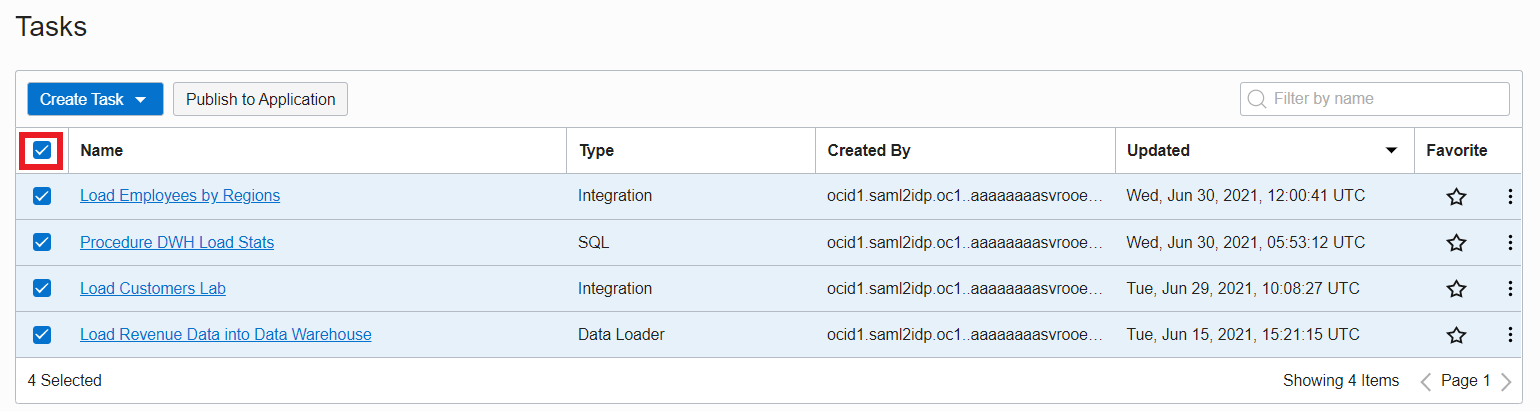 Tasks
Create Task Publish to Application Filter by name
Name Type Created By Updated Favorite
Load Employees by Regions Integration ocid1.saml2idp.oc1..aaaaaaaasvrooe... Wed, Jun 30, 2021, 12:00:41 UTC
Procedure DWH Load Stats SQL ocid1.saml2idp.oc1..aaaaaaaasvrooe... Wed, Jun 30, 2021, 05:53:12 UTC
Load Customers Lab Integration ocid1.saml2idp.oc1..aaaaaaaasvrooe... Tue, Jun 29, 2021, 10:08:27 UTC
Load Revenue Data into Data Warehouse Data Loader ocid1.saml2idp.oc1..aaaaaaaasvrooe... Tue, Jun 15, 2021, 15:21:15 UTC
4 Selected Showing 4 Items Page 1